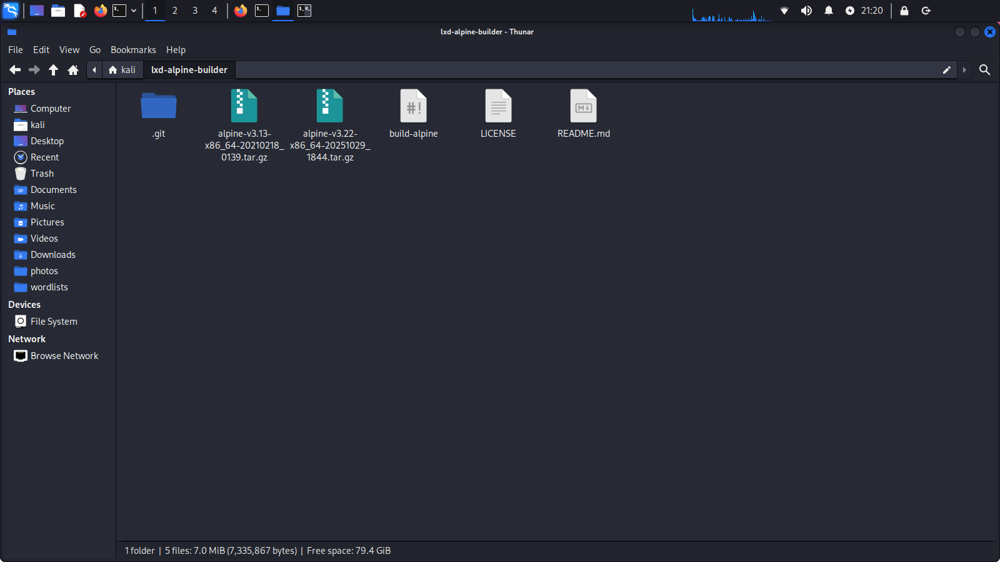 1 2 3 4 21:20
lxd-alpine-builder - Thunar
File Edit View Go Bookmarks Help
kali lxd-alpine-builder
Places
Computer
kali
Desktop
Recent
Trash
Documents
Music
Pictures
Videos
Downloads
photos
wordlists
Devices
File System
Network
Browse Network
.git
alpine-v3.13-
x86_64-20210218_
0139.tar.gz
alpine-v3.22-
x86_64-20251029_
1844.tar.gz
build-alpine
LICENSE
README.md
1 folder | 5 files: 7.0 MiB (7,335,867 bytes) | Free space: 79.4 GiB